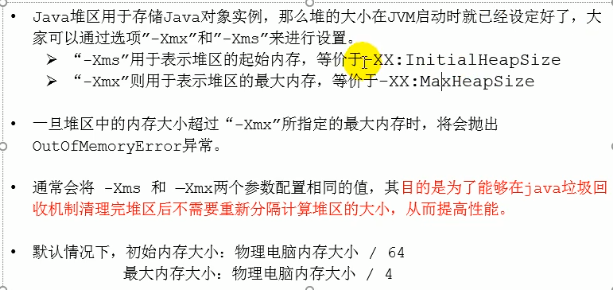 • Java堆区用于存储Java对象实例，那么堆的大小在JVM启动时就已经设定好了，大
家可以通过选项"-Xmx"和"-Xms"来进行设置。
➢ “-Xms"用于表示堆区的起始内存，等价于-XX:InitialHeapSize
➢ “-Xmx"则用于表示堆区的最大内存，等价于-XX:MaxHeapSize
• 一旦堆区中的内存大小超过“-Xmx"所指定的最大内存时，将会抛出
OutOfMemoryError异常。
• 通常会将 -Xms 和 -Xmx两个参数配置相同的值，其目的是为了能够在java垃圾回
收机制清理完堆区后不需要重新分隔计算堆区的大小，从而提高性能。
• 默认情况下，初始内存大小：物理电脑内存大小 / 64
最大内存大小：物理电脑内存大小 / 4